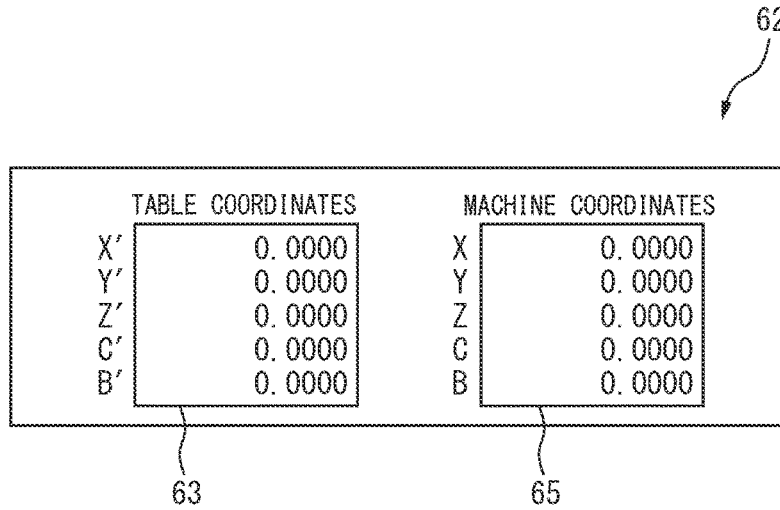 62
TABLE COORDINATES MACHINE COORDINATES
X' 0.0000 X 0.0000
Y' 0.0000 Y 0.0000
Z' 0.0000 Z 0.0000
C' 0.0000 C 0.0000
B' 0.0000 B 0.0000
63 65